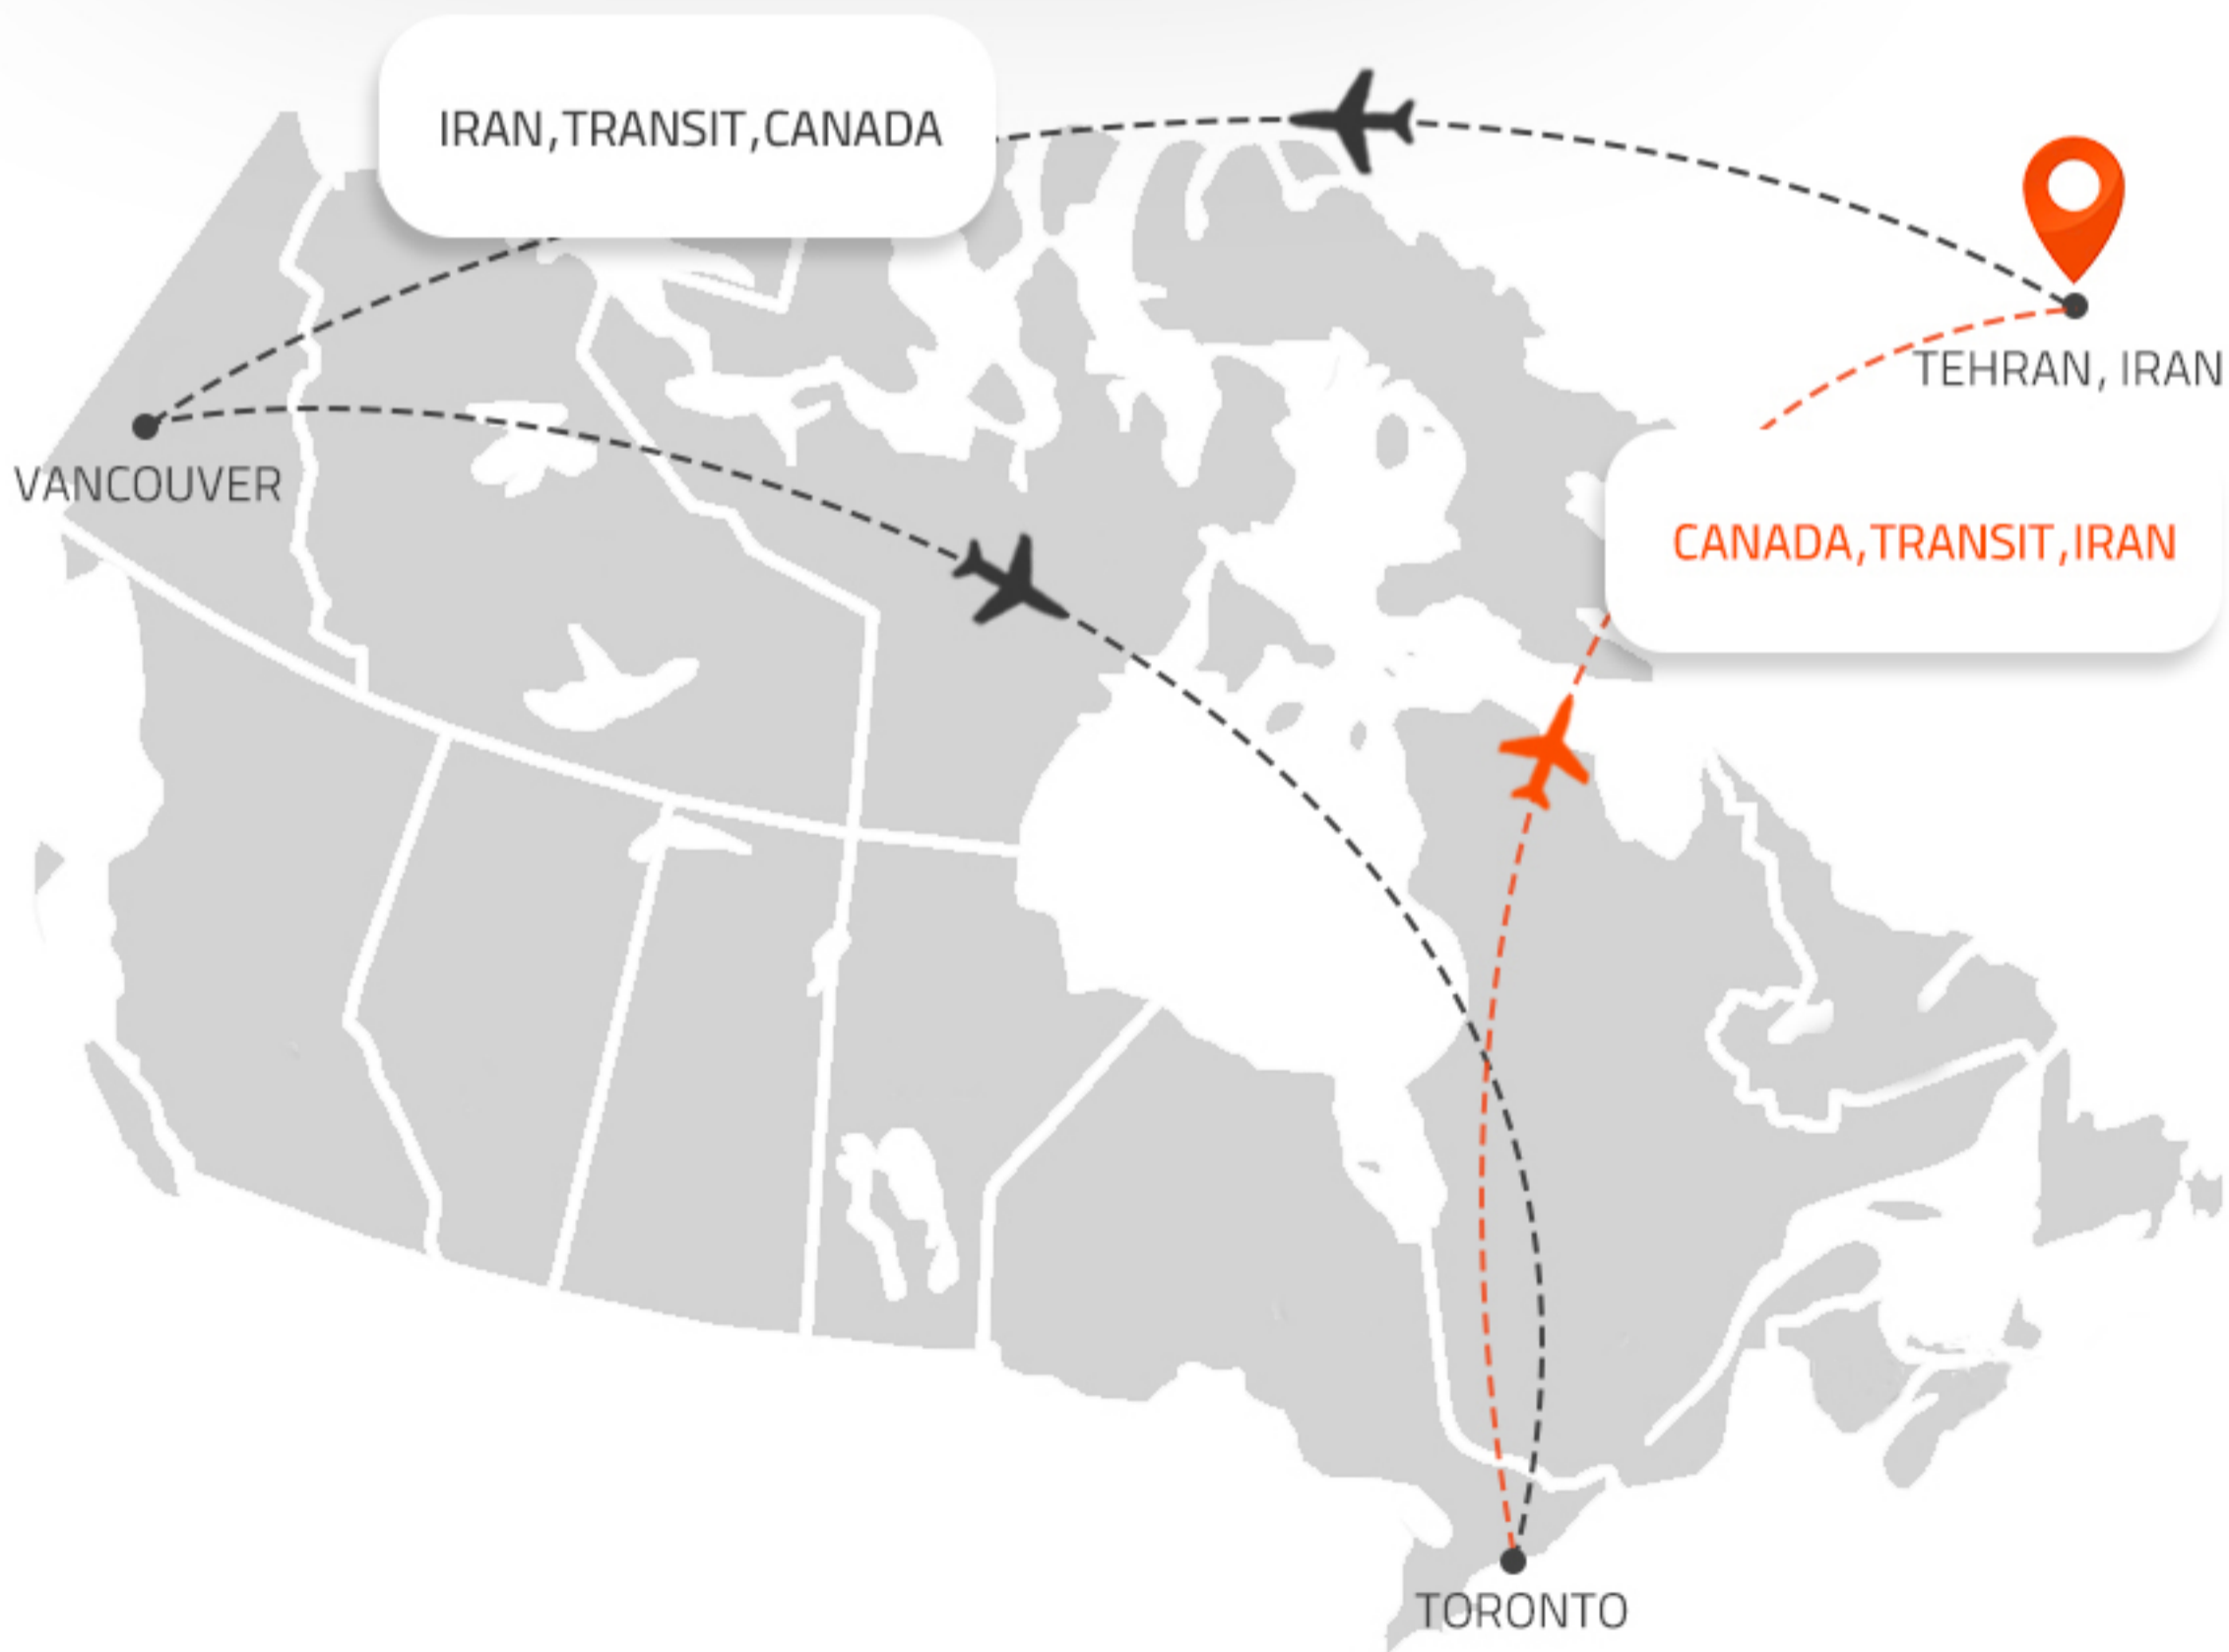 IRAN,TRANSIT,CANADA
TEHRAN, IRAN
VANCOUVER
CANADA,TRANSIT,IRAN
TORONTO